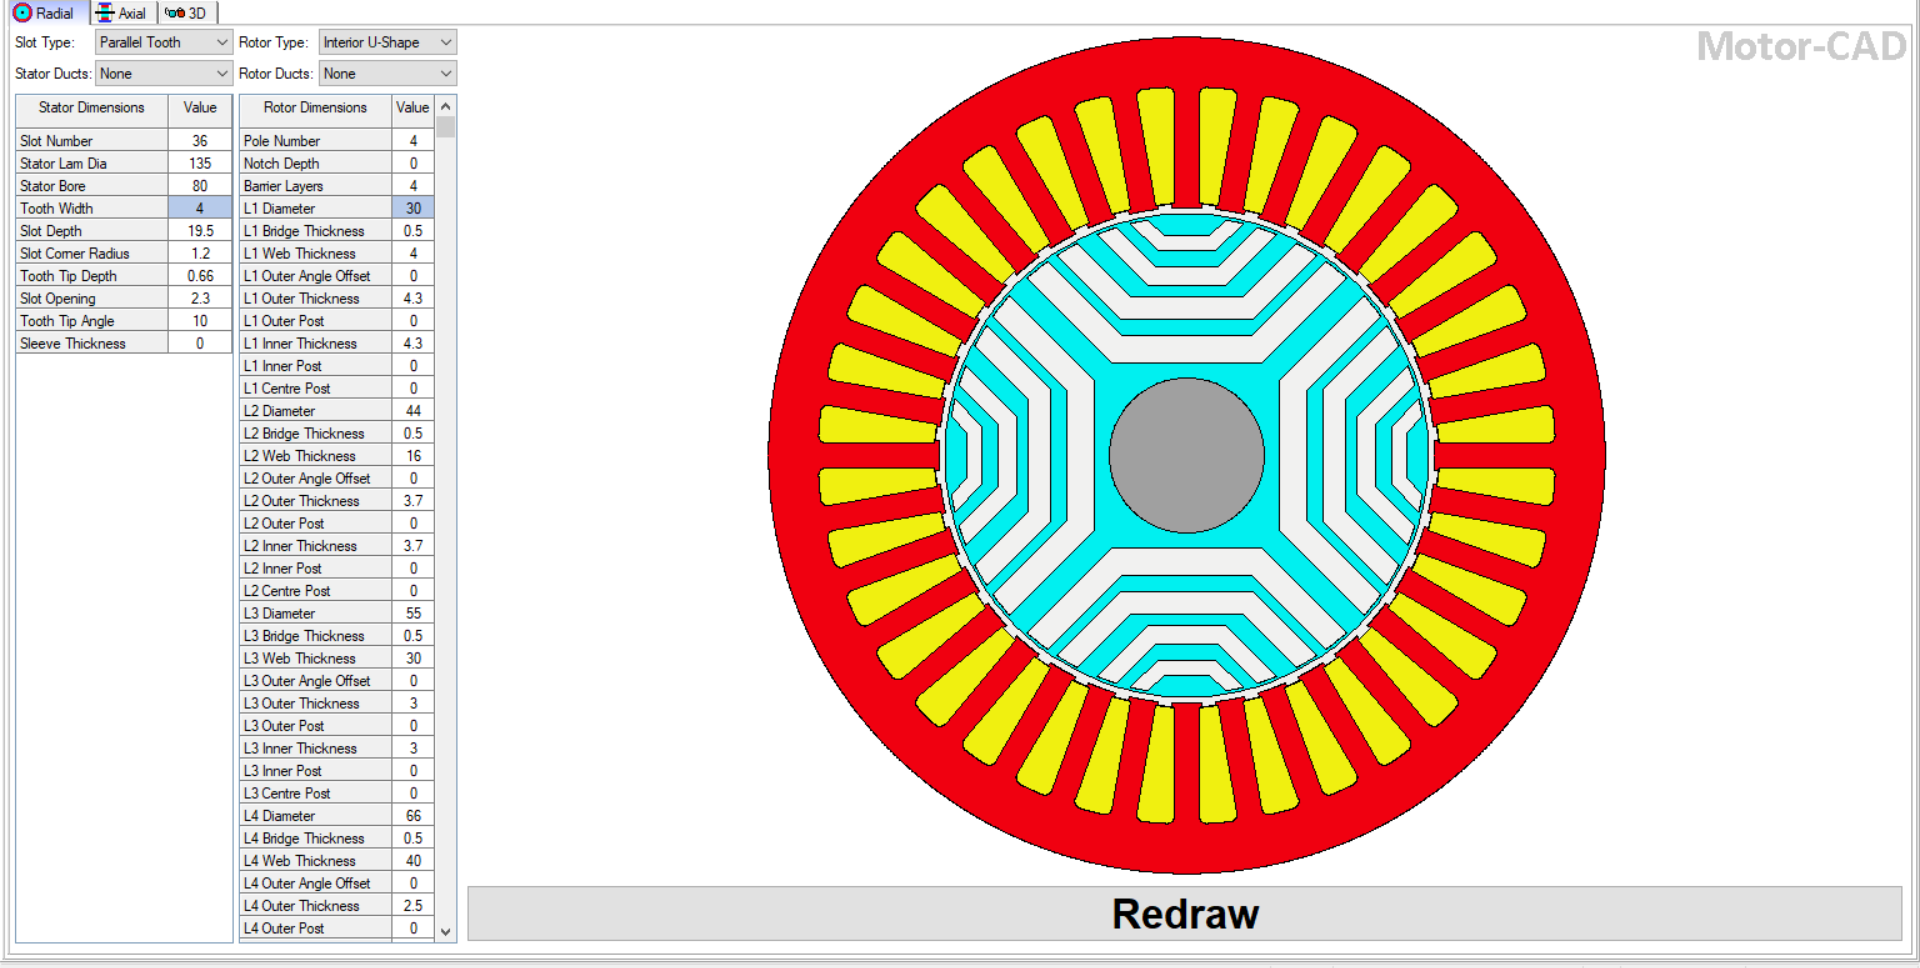 Radial Axial 3D
Slot Type: Parallel Tooth Rotor Type: Interior U-Shape
Stator Ducts: None Rotor Ducts: None
Motor-CAD
Stator Dimensions Value
Slot Number 36
Stator Lam Dia 135
Stator Bore 80
Tooth Width 4
Slot Depth 19.5
Slot Corner Radius 1.2
Tooth Tip Depth 0.66
Slot Opening 2.3
Tooth Tip Angle 10
Sleeve Thickness 0
Rotor Dimensions Value
Pole Number 4
Notch Depth 0
Barrier Layers 4
L1 Diameter 30
L1 Bridge Thickness 0.5
L1 Web Thickness 4
L1 Outer Angle Offset 0
L1 Outer Thickness 4.3
L1 Outer Post 0
L1 Inner Thickness 4.3
L1 Inner Post 0
L1 Centre Post 0
L2 Diameter 44
L2 Bridge Thickness 0.5
L2 Web Thickness 16
L2 Outer Angle Offset 0
L2 Outer Thickness 3.7
L2 Outer Post 0
L2 Inner Thickness 3.7
L2 Inner Post 0
L2 Centre Post 0
L3 Diameter 55
L3 Bridge Thickness 0.5
L3 Web Thickness 30
L3 Outer Angle Offset 0
L3 Outer Thickness 3
L3 Outer Post 0
L3 Inner Thickness 3
L3 Inner Post 0
L3 Centre Post 0
L4 Diameter 66
L4 Bridge Thickness 0.5
L4 Web Thickness 40
L4 Outer Angle Offset 0
L4 Outer Thickness 2.5
L4 Outer Post 0
Redraw